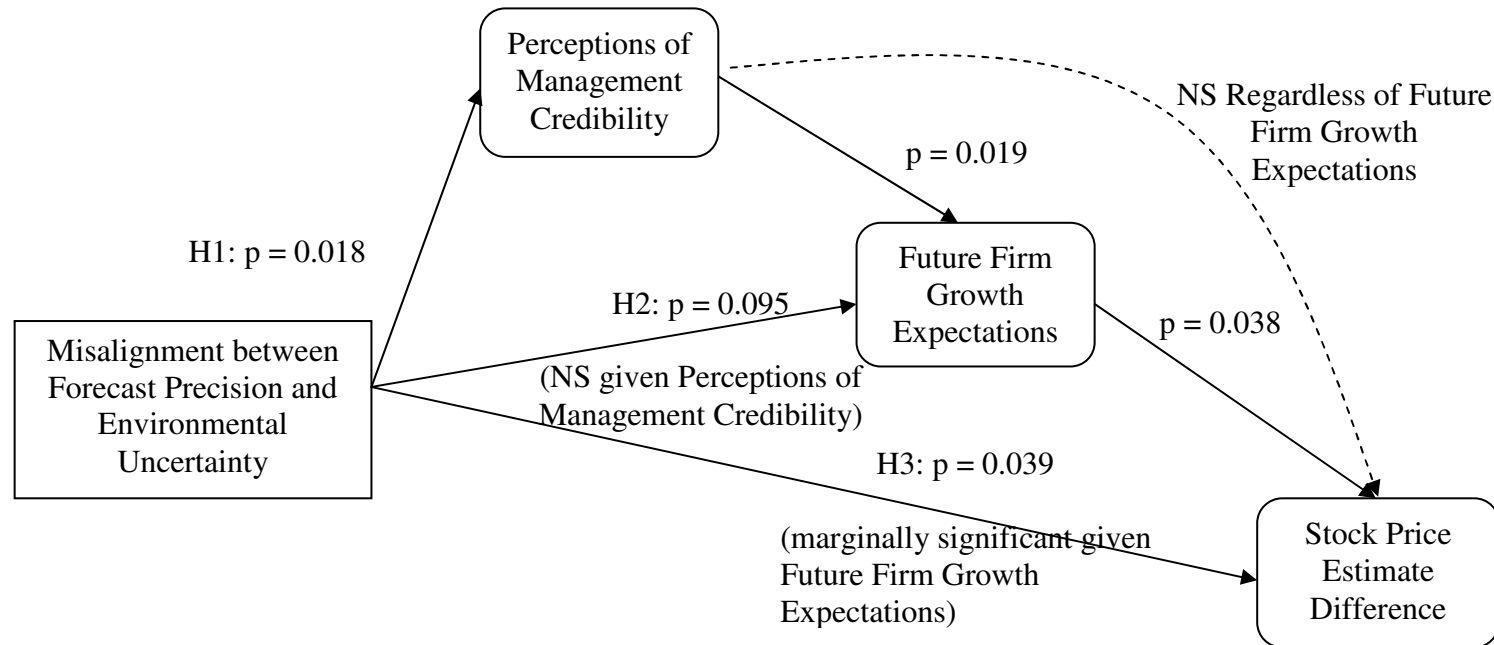 Perceptions of
Management
Credibility
NS Regardless of Future
Firm Growth
Expectations
p = 0.019
H1: p = 0.018
Future Firm
Growth
Expectations
H2: p = 0.095
p = 0.038
Misalignment between
Forecast Precision and
Environmental
Uncertainty
(NS given Perceptions of
Management Credibility)
H3: p = 0.039
(marginally significant given
Future Firm Growth
Expectations)
Stock Price
Estimate
Difference